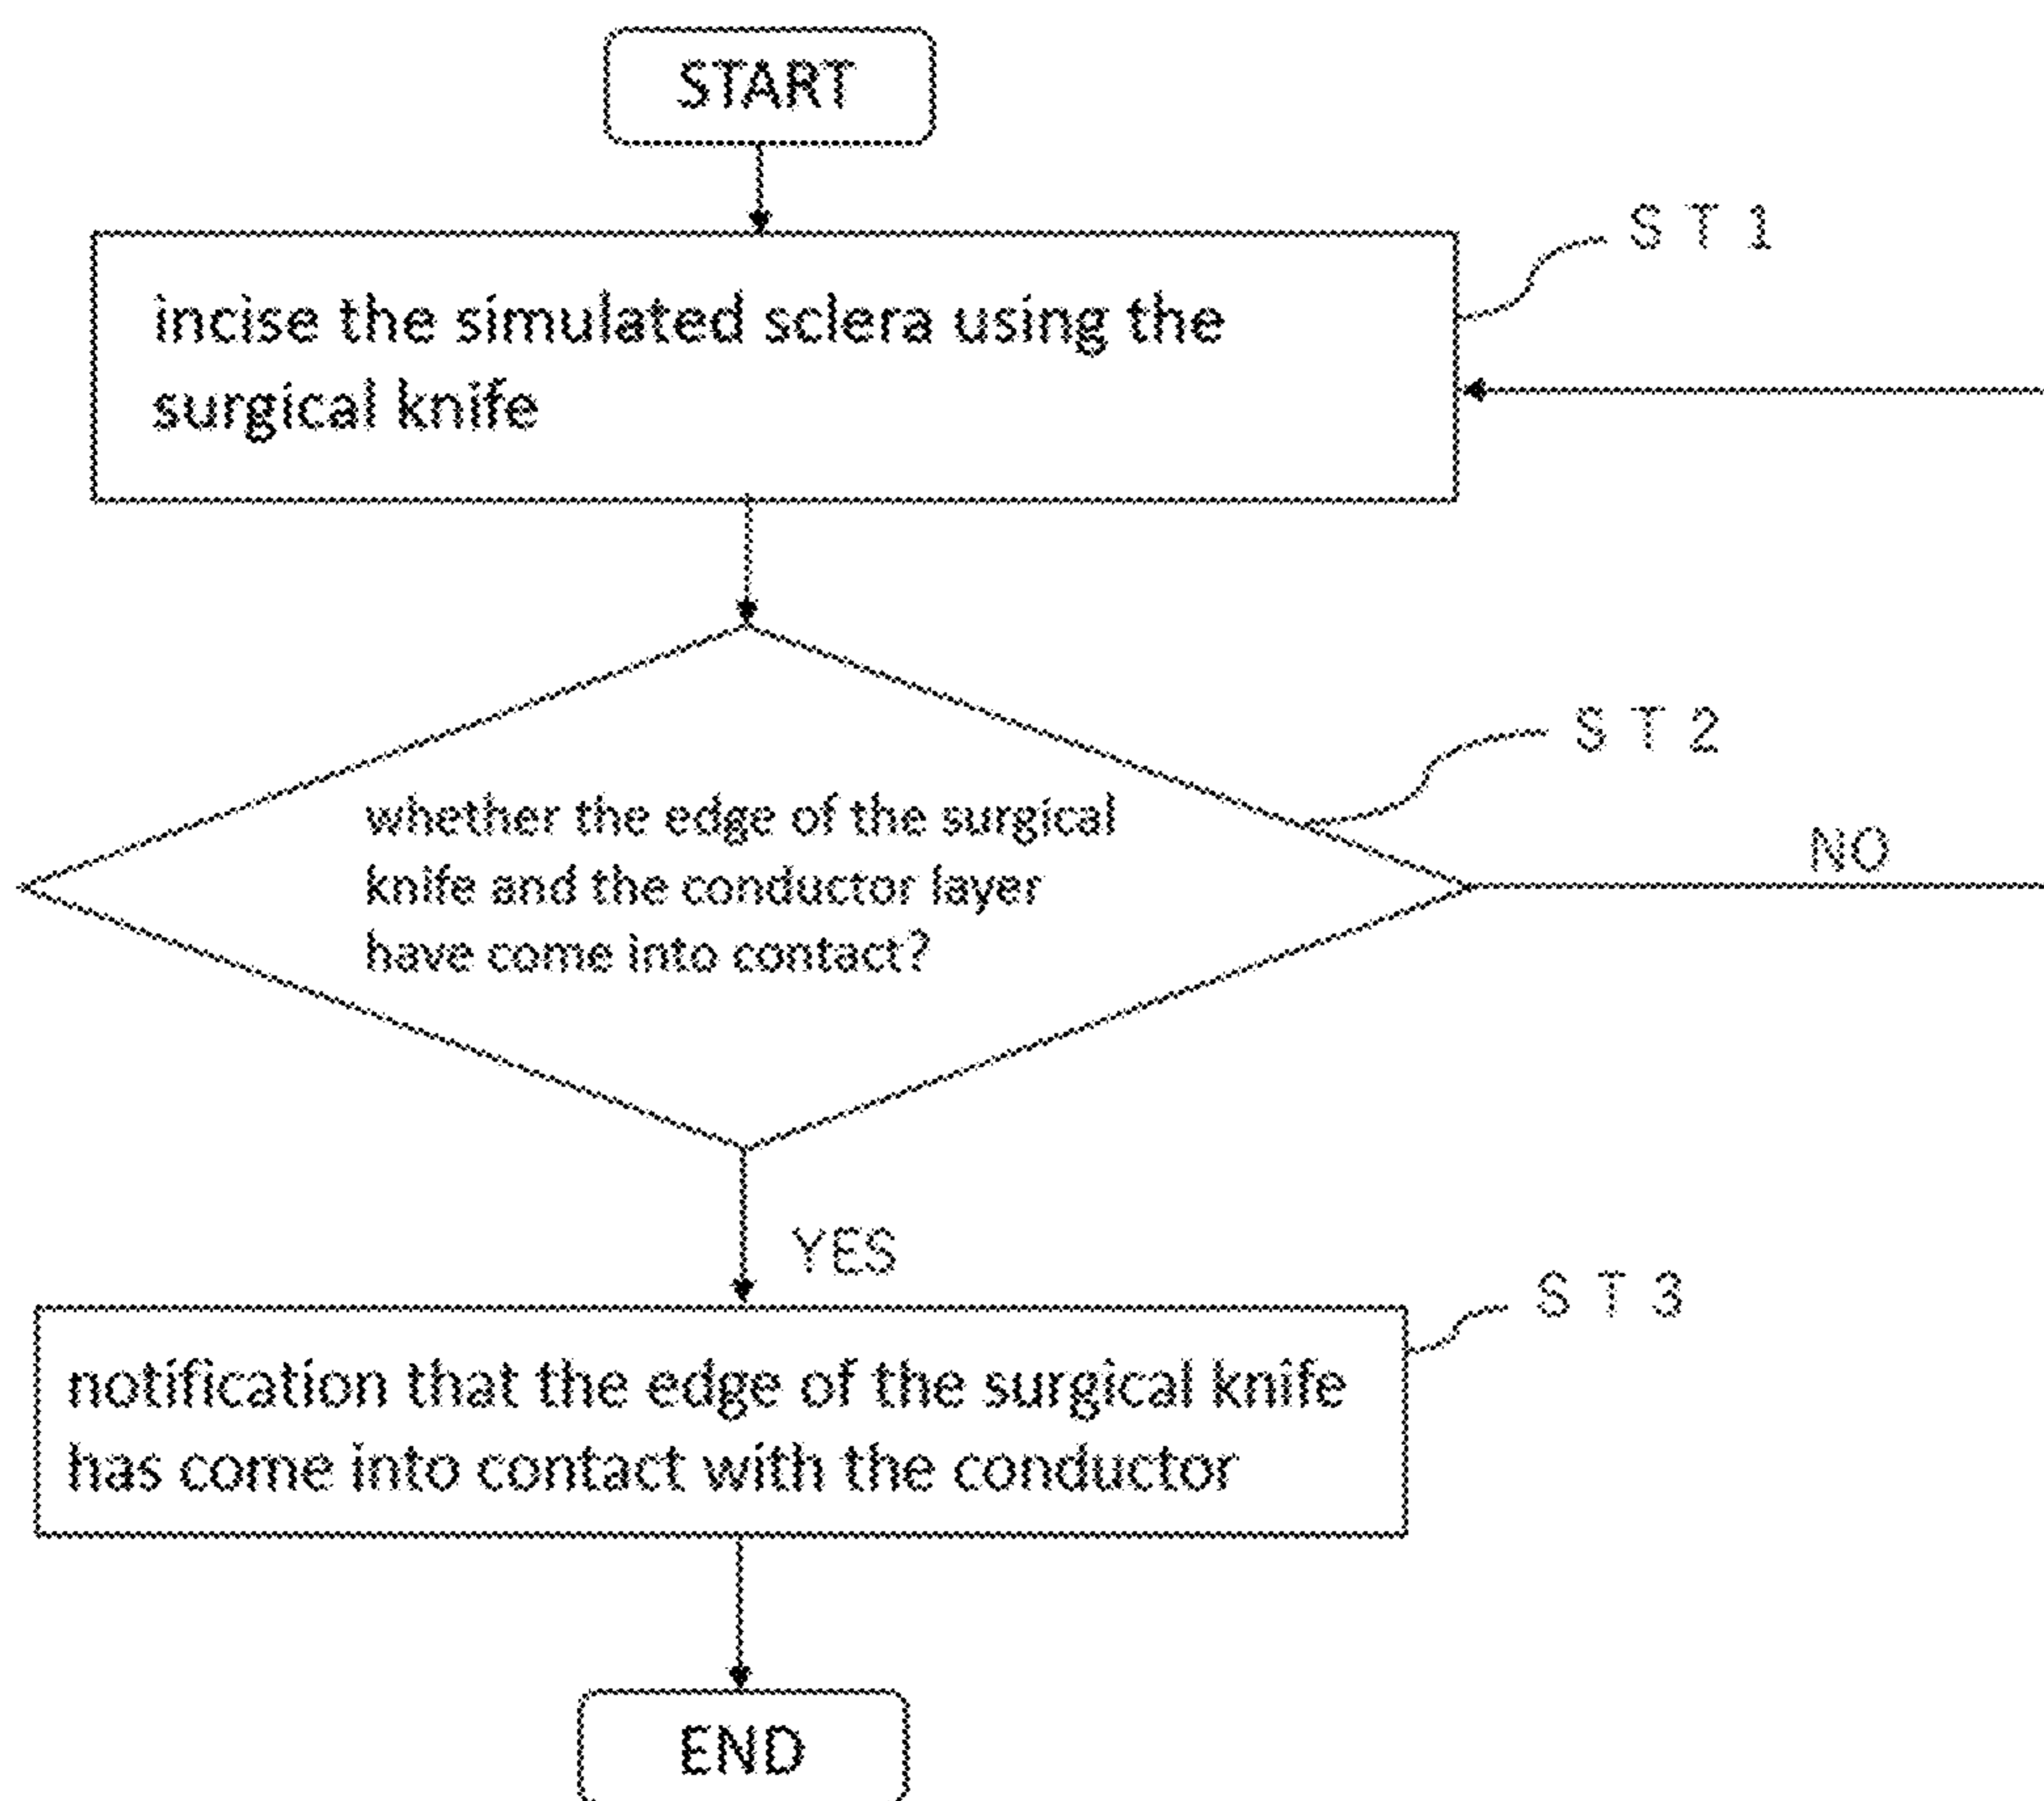 START
S T 1
incise the simulated sclera using the
surgical knife
S T 2
whether the edge of the surgical
knife and the conductor layer
have come into contact?
NO
YES
S T 3
notification that the edge of the surgical knife
has come into contact with the conductor
END